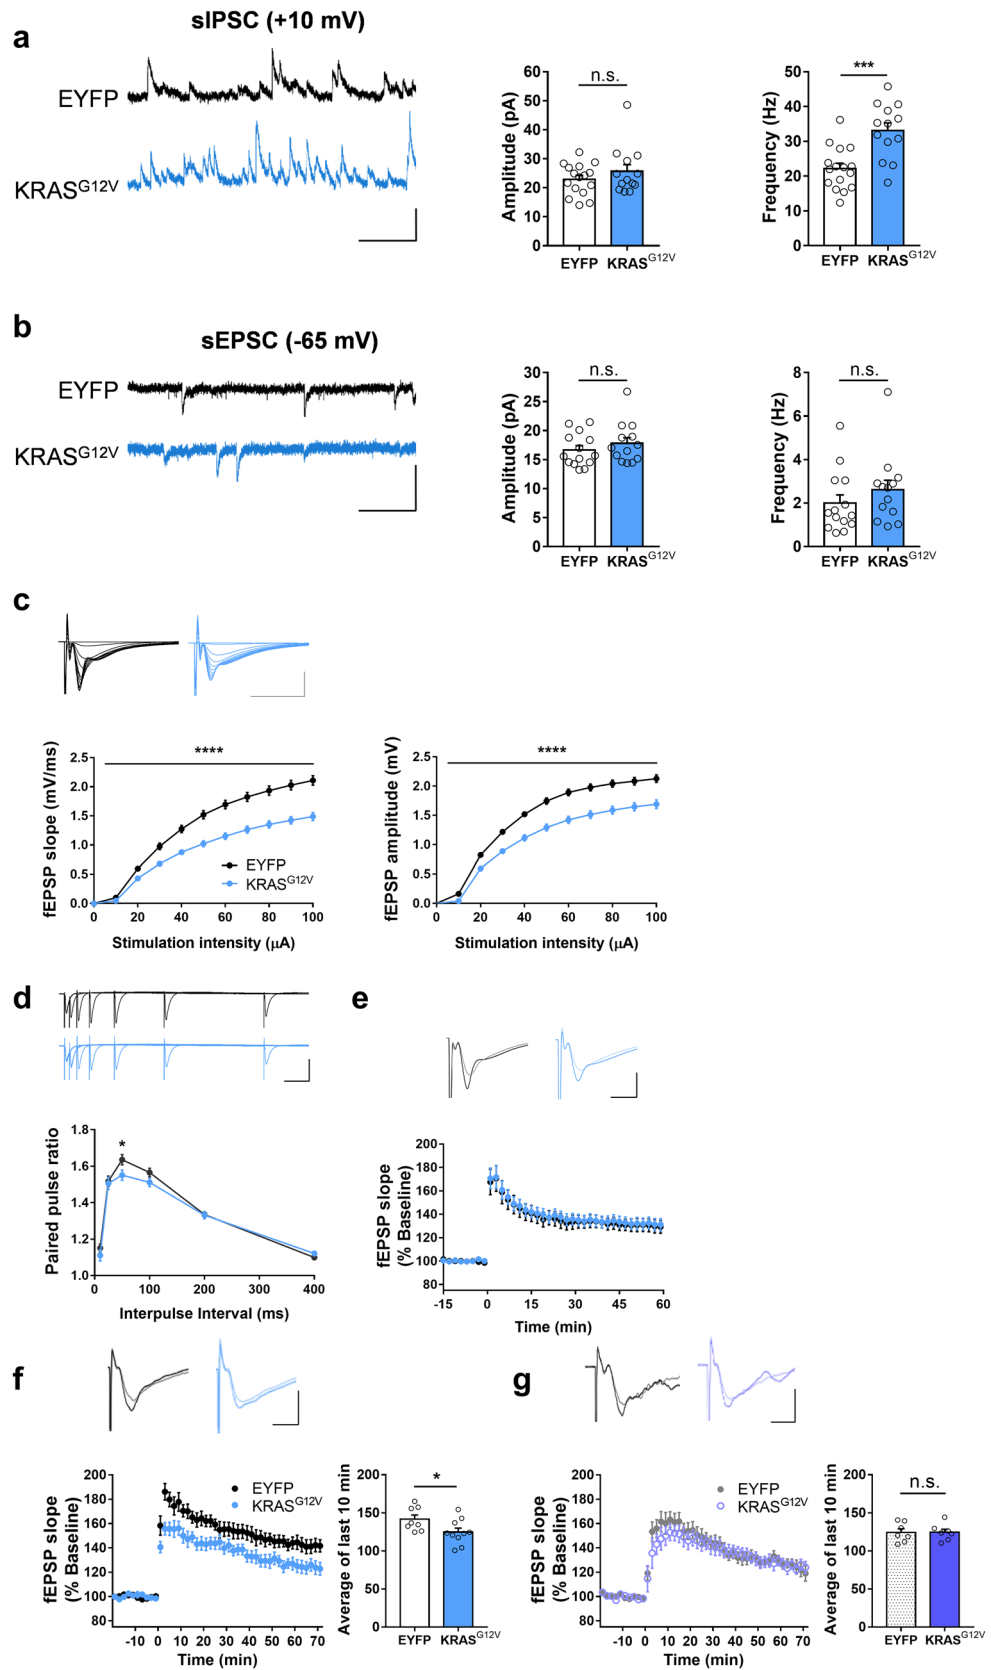 a
sIPSC (+10 mV)
EYFP
KRASG12V
Amplitude (pA)
60
50
40
30
20
10
0
n.s.
EYFP KRASG12V
Frequency (Hz)
50
40
30
20
10
0
***
EYFP KRASG12V
b
sEPSC (-65 mV)
EYFP
KRASG12V
Amplitude (pA)
30
25
20
15
10
5
0
n.s.
EYFP KRASG12V
Frequency (Hz)
8
6
4
2
0
n.s.
EYFP KRASG12V
c
fEPSP slope (mV/ms)
2.5
2.0
1.5
1.0
0.5
0.0
****
EYFP
KRASG12V
0 20 40 60 80 100
Stimulation intensity (μA)
fEPSP amplitude (mV)
2.5
2.0
1.5
1.0
0.5
0.0
****
0 20 40 60 80 100
Stimulation intensity (μA)
d
Paired pulse ratio
1.8
1.6
1.4
1.2
1.0
*
0 100 200 300 400
Interpulse Interval (ms)
e
fEPSP slope
(% Baseline)
200
180
160
140
120
100
80
-15 0 15 30 45 60
Time (min)
f
fEPSP slope
(% Baseline)
200
180
160
140
120
100
80
EYFP
KRASG12V
-10 0 10 20 30 40 50 60 70
Time (min)
Average of last 10 min
200
150
100
50
0
*
EYFP KRASG12V
g
fEPSP slope
(% Baseline)
200
180
160
140
120
100
80
EYFP
KRASG12V
-10 0 10 20 30 40 50 60 70
Time (min)
Average of last 10 min
200
150
100
50
0
n.s.
EYFP KRASG12V